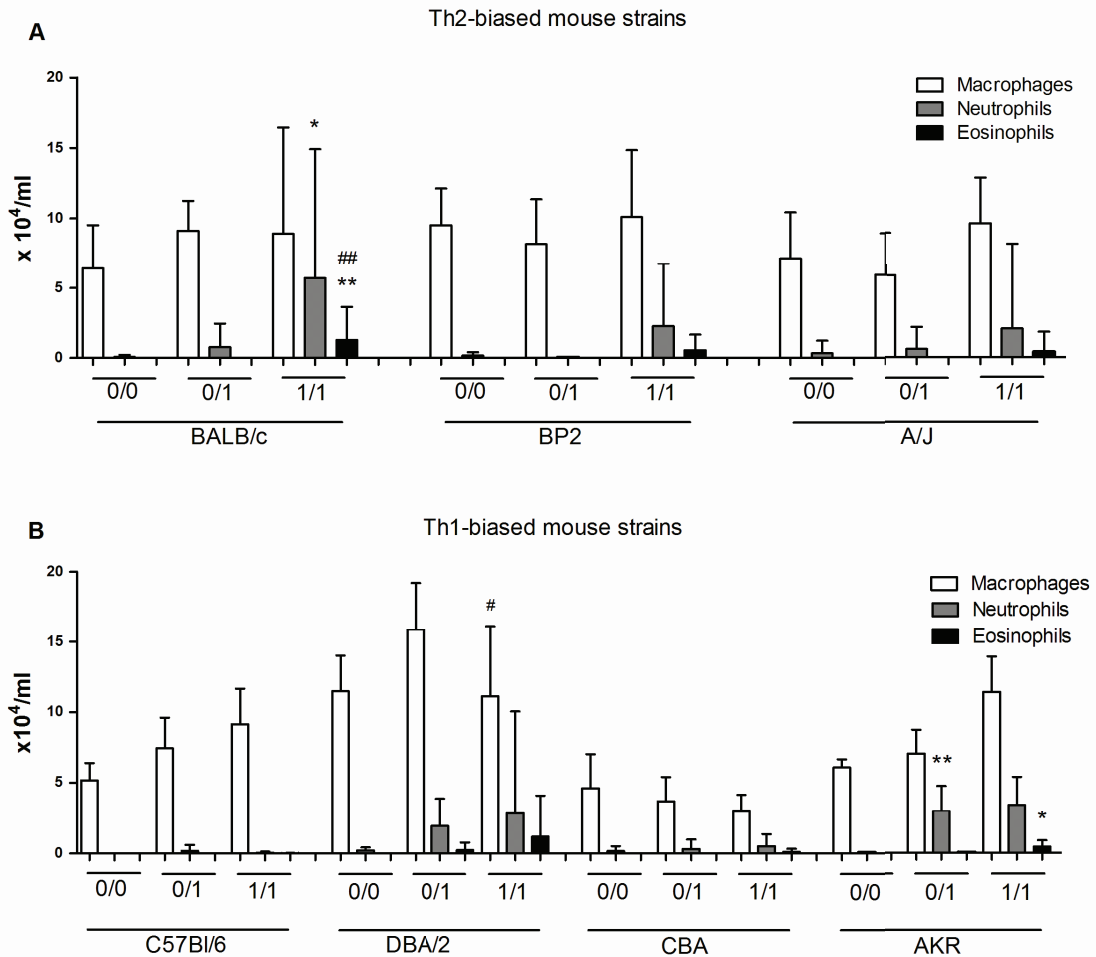 Th2-biased mouse strains
A
20
15
10
5
0
x 10⁴/ml
Macrophages
Neutrophils
Eosinophils
*
##
**
0/0 0/1 1/1 0/0 0/1 1/1 0/0 0/1 1/1
BALB/c BP2 A/J
B
Th1-biased mouse strains
20
15
10
5
0
x10⁴/ml
Macrophages
Neutrophils
Eosinophils
#
**
*
0/0 0/1 1/1 0/0 0/1 1/1 0/0 0/1 1/1 0/0 0/1 1/1
C57Bl/6 DBA/2 CBA AKR